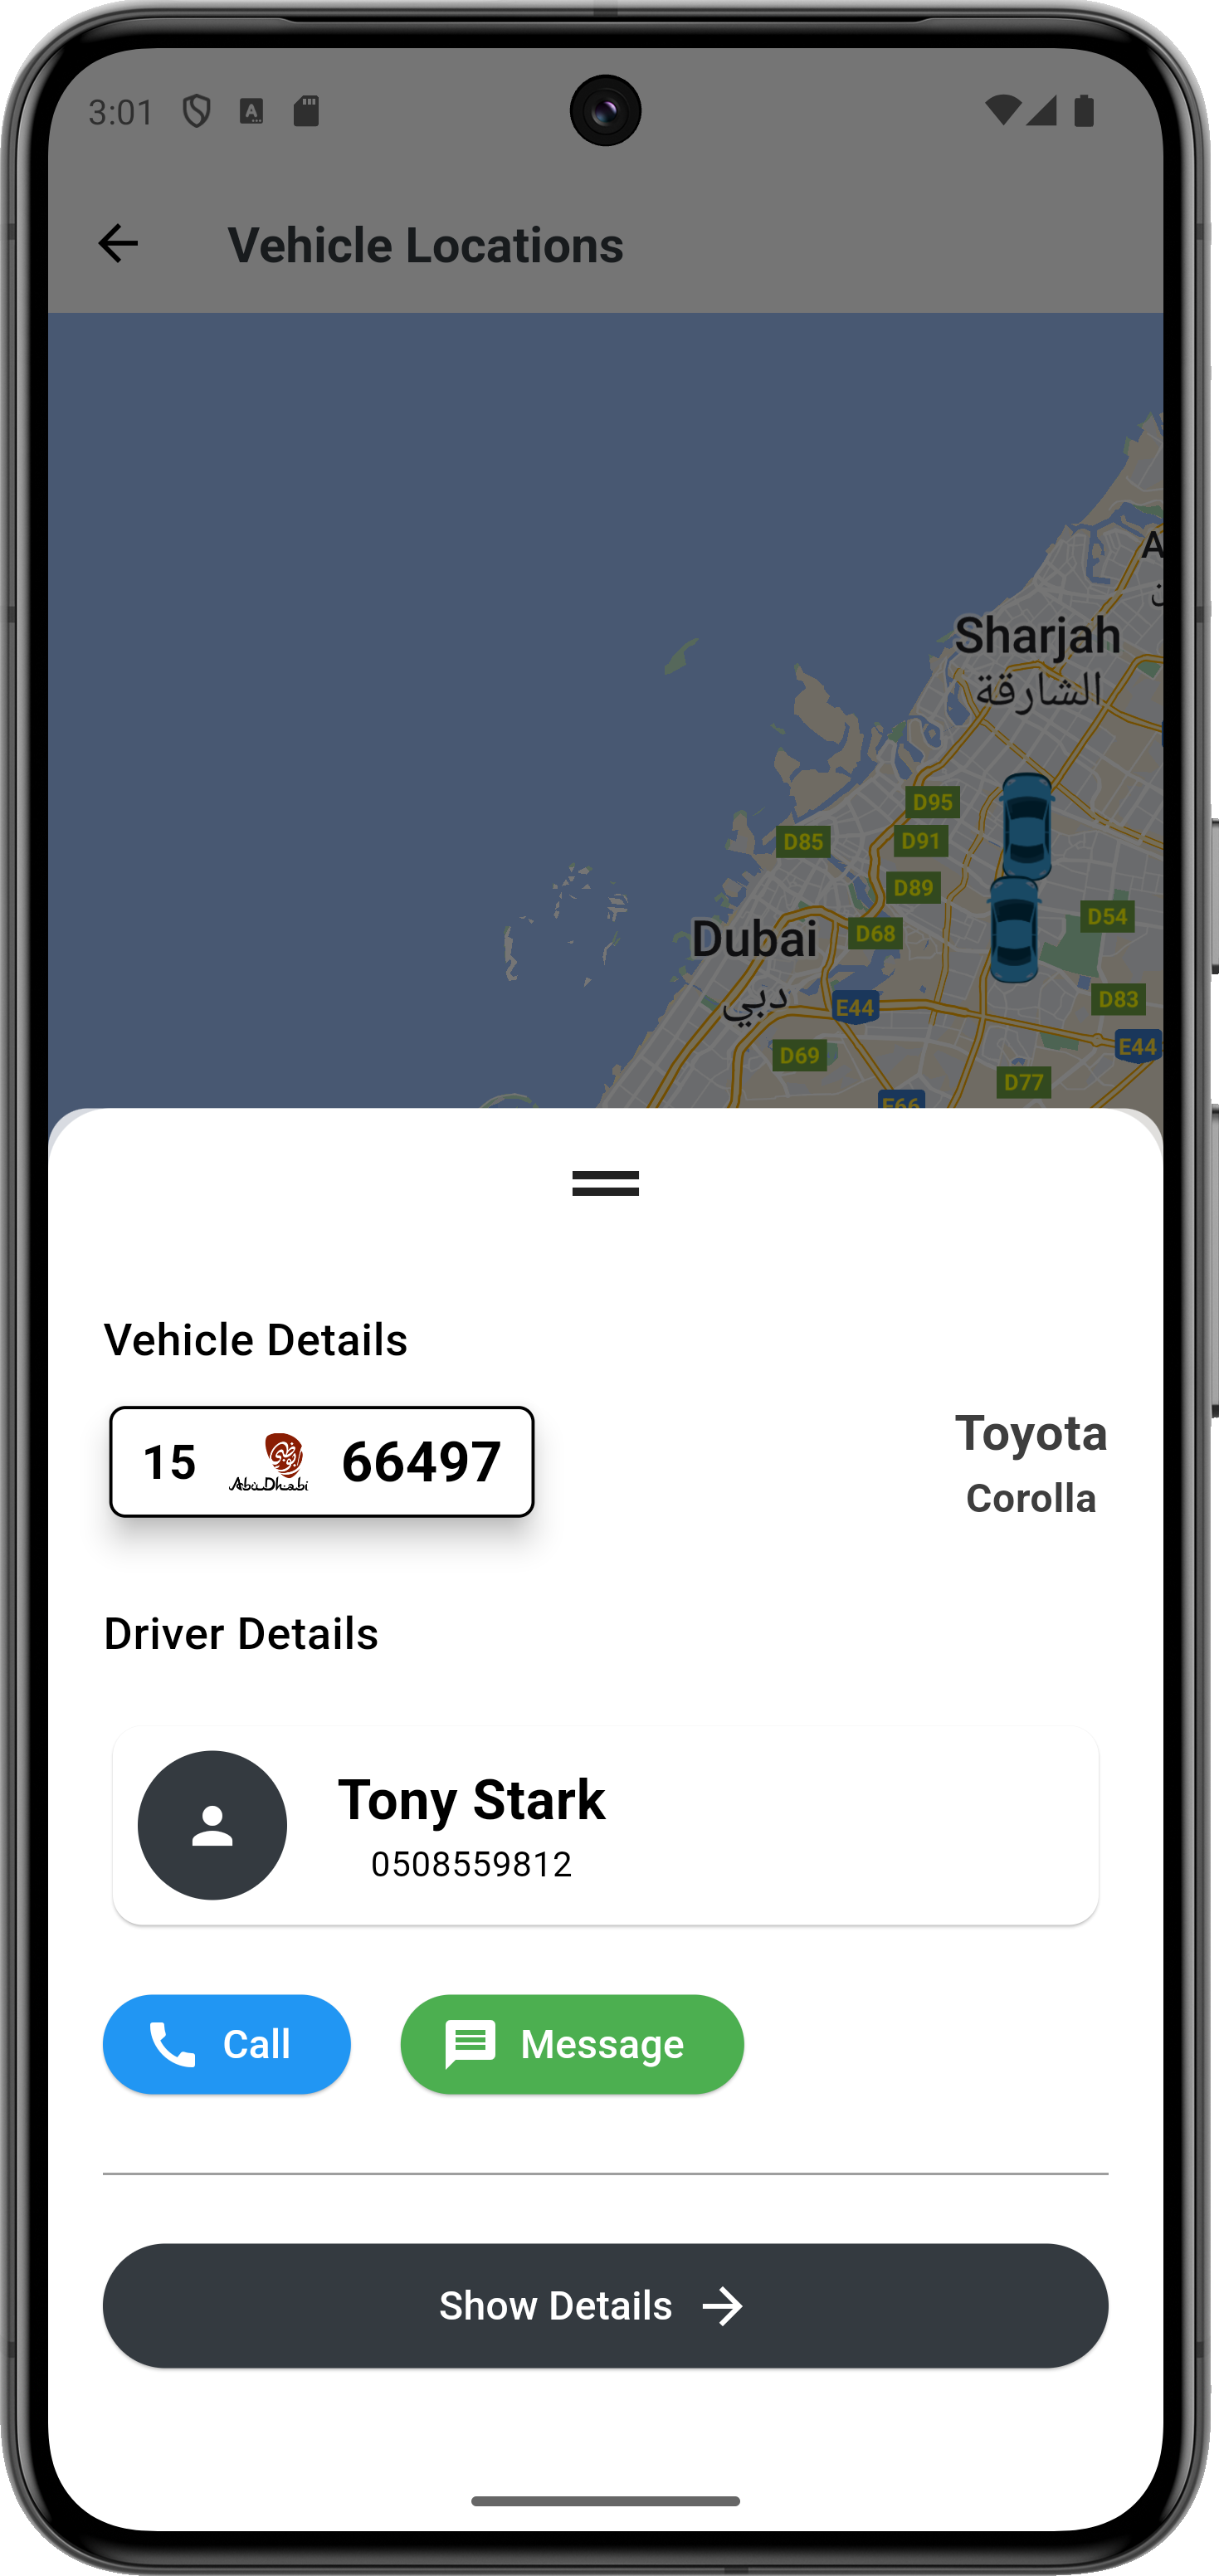 3:01
Vehicle Locations
A
Sharjah
الشارقة
D95
D85
D91
D89
D54
D68
Dubai
دبي
D83
E44
E44
D69
D77
E66
Vehicle Details
15 AbuDhabi 66497
Toyota
Corolla
Driver Details
Tony Stark
0508559812
Call
Message
Show Details